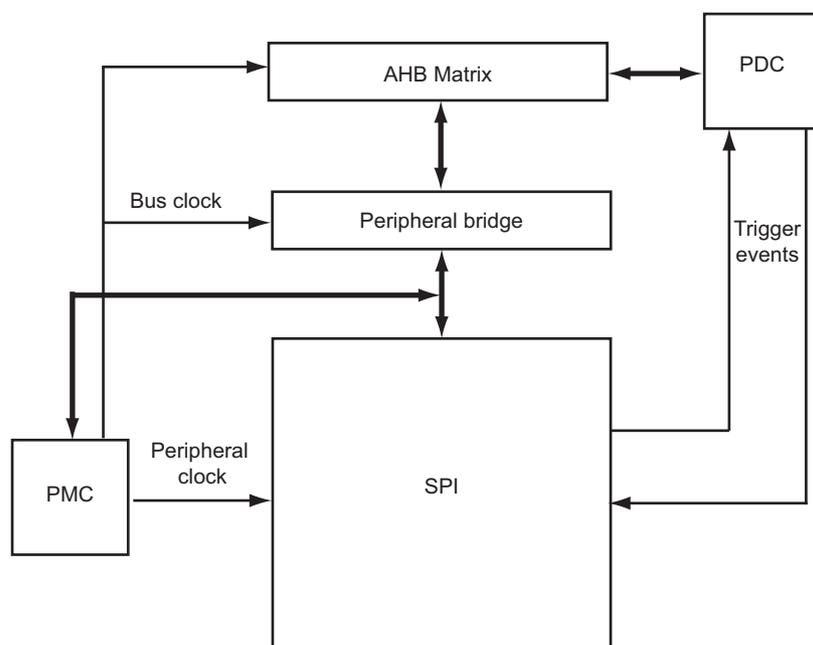 AHB Matrix
PDC
Bus clock
Peripheral bridge
Trigger
events
Peripheral
clock
PMC
SPI